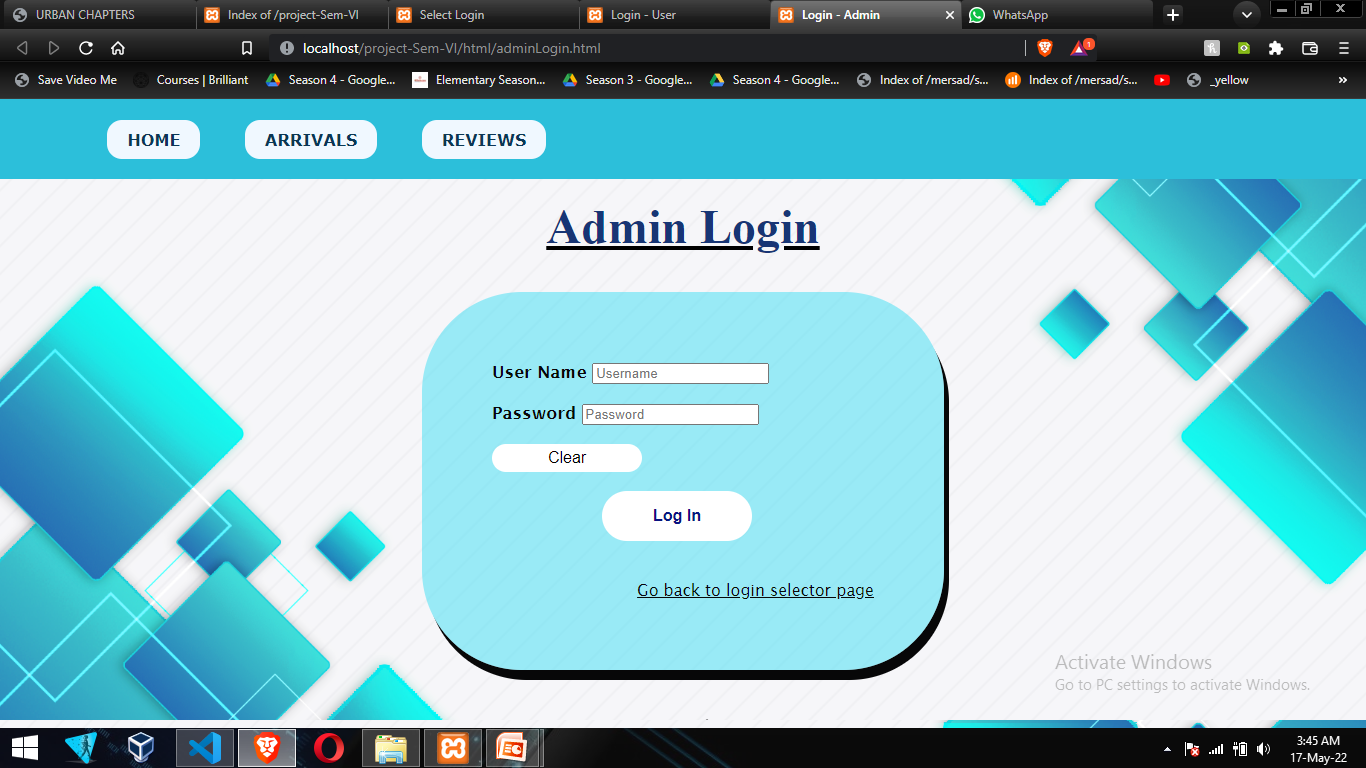 URBAN CHAPTERS Index of /project-Sem-VI Select Login Login - User Login - Admin WhatsApp
localhost/project-Sem-VI/html/adminLogin.html 1
Save Video Me Courses | Brilliant Season 4 - Google... Elementary Season... Season 3 - Google... Season 4 - Google... Index of /mersad/s... Index of /mersad/s... _yellow »
HOME ARRIVALS REVIEWS
Admin Login
User Name Username
Password Password
Clear
Log In
Go back to login selector page
Activate Windows
Go to PC settings to activate Windows.
3:45 AM
17-May-22